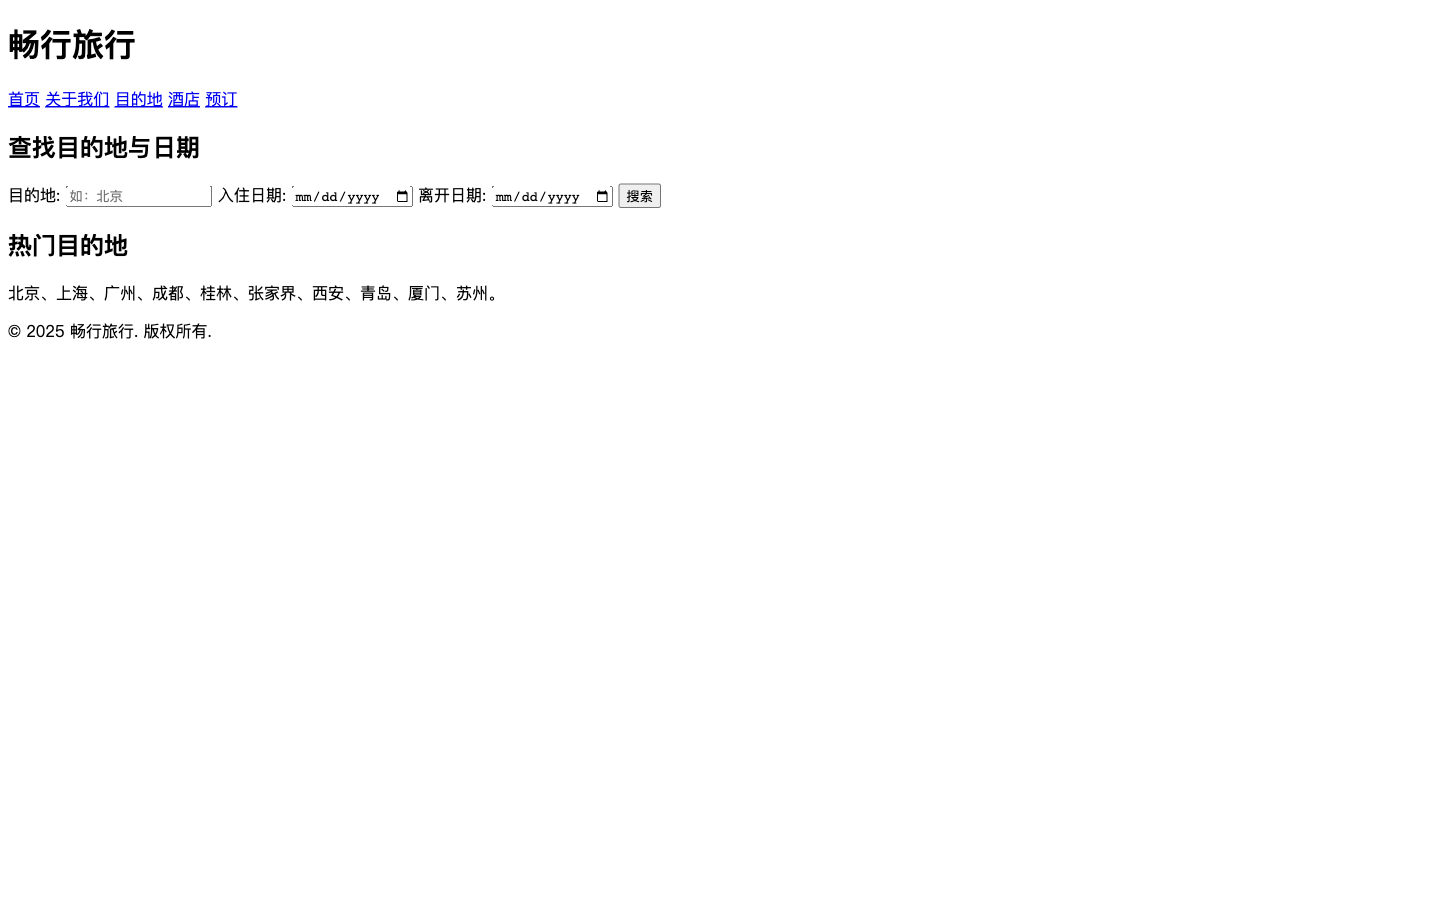 畅行旅行
首页 关于我们 目的地 酒店 预订
查找目的地与日期
目的地: 如：北京 入住日期: mm/dd/yyyy 离开日期: mm/dd/yyyy 搜索
热门目的地
北京、上海、广州、成都、桂林、张家界、西安、青岛、厦门、苏州。
© 2025 畅行旅行. 版权所有.